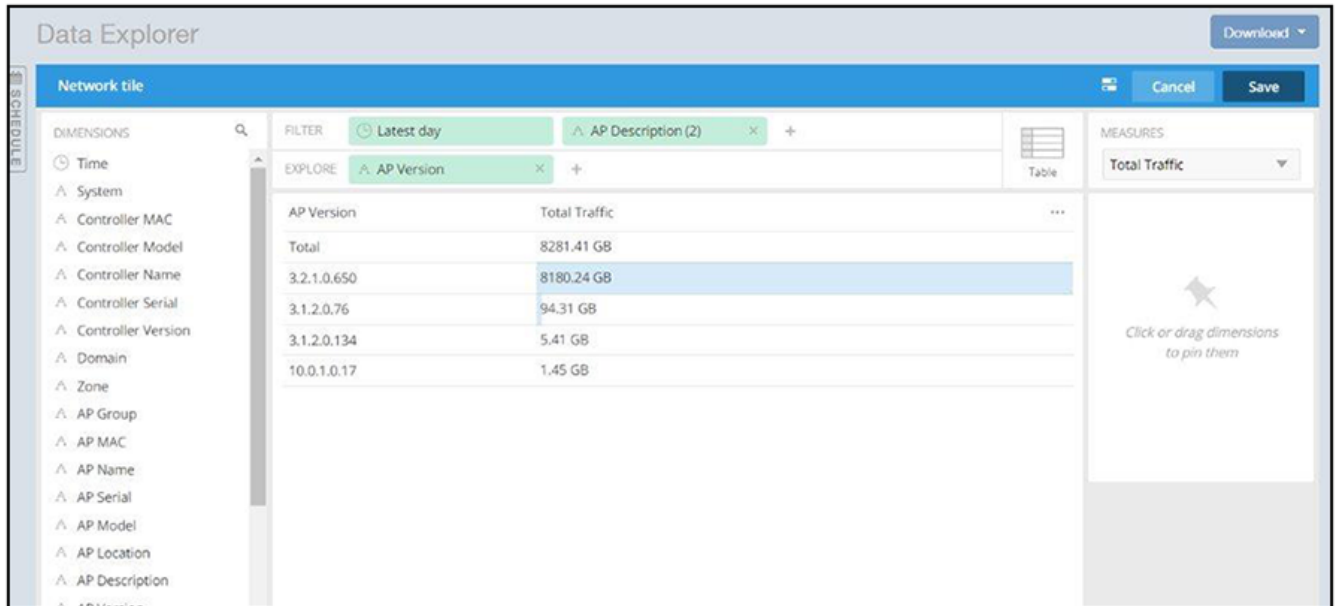 Data Explorer
Download
SCHEDULE
Network tile
Cancel
Save
DIMENSIONS
Time
System
Controller MAC
Controller Model
Controller Name
Controller Serial
Controller Version
Domain
Zone
AP Group
AP MAC
AP Name
AP Serial
AP Model
AP Location
AP Description
FILTER Latest day AP Description (2) × +
EXPLORE AP Version × +
Table
AP Version Total Traffic ...
Total 8281.41 GB
3.2.1.0.650 8180.24 GB
3.1.2.0.76 94.31 GB
3.1.2.0.134 5.41 GB
10.0.1.0.17 1.45 GB
MEASURES
Total Traffic
Click or drag dimensions
to pin them